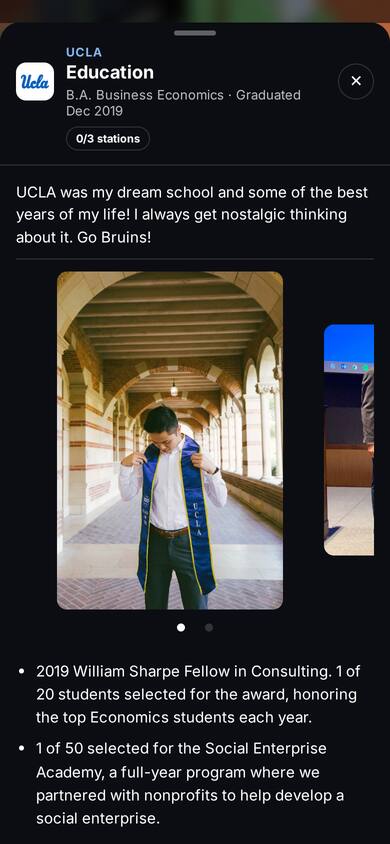 UCLA
Ucla
Education
B.A. Business Economics · Graduated
Dec 2019
0/3 stations
UCLA was my dream school and some of the best
years of my life! I always get nostalgic thinking
about it. Go Bruins!
UCLA
• 2019 William Sharpe Fellow in Consulting. 1 of
20 students selected for the award, honoring
the top Economics students each year.
• 1 of 50 selected for the Social Enterprise
Academy, a full-year program where we
partnered with nonprofits to help develop a
social enterprise.